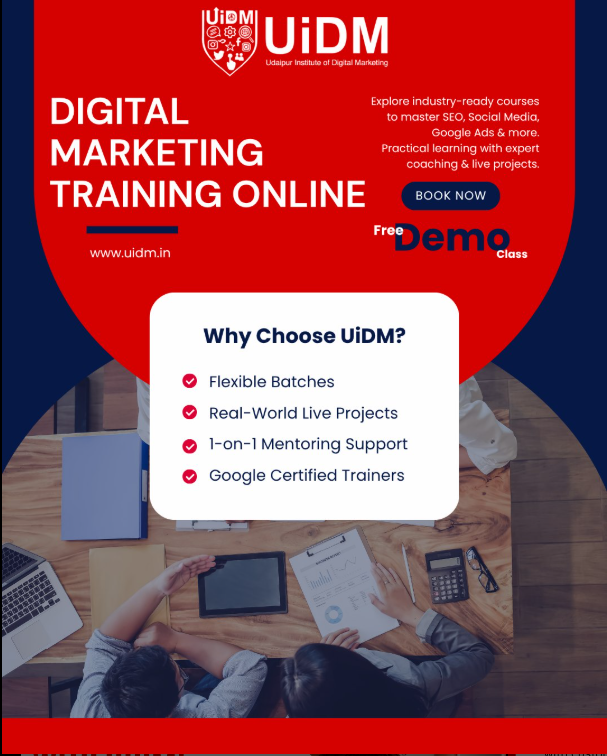 UiDM
UiDM
Udaipur Institute of Digital Marketing
DIGITAL
MARKETING
TRAINING ONLINE
www.uidm.in
Explore industry-ready courses
to master SEO, Social Media,
Google Ads & more.
Practical learning with expert
coaching & live projects.
BOOK NOW
Free
Demo
Class
Why Choose UiDM?
Flexible Batches
Real-World Live Projects
1-on-1 Mentoring Support
Google Certified Trainers